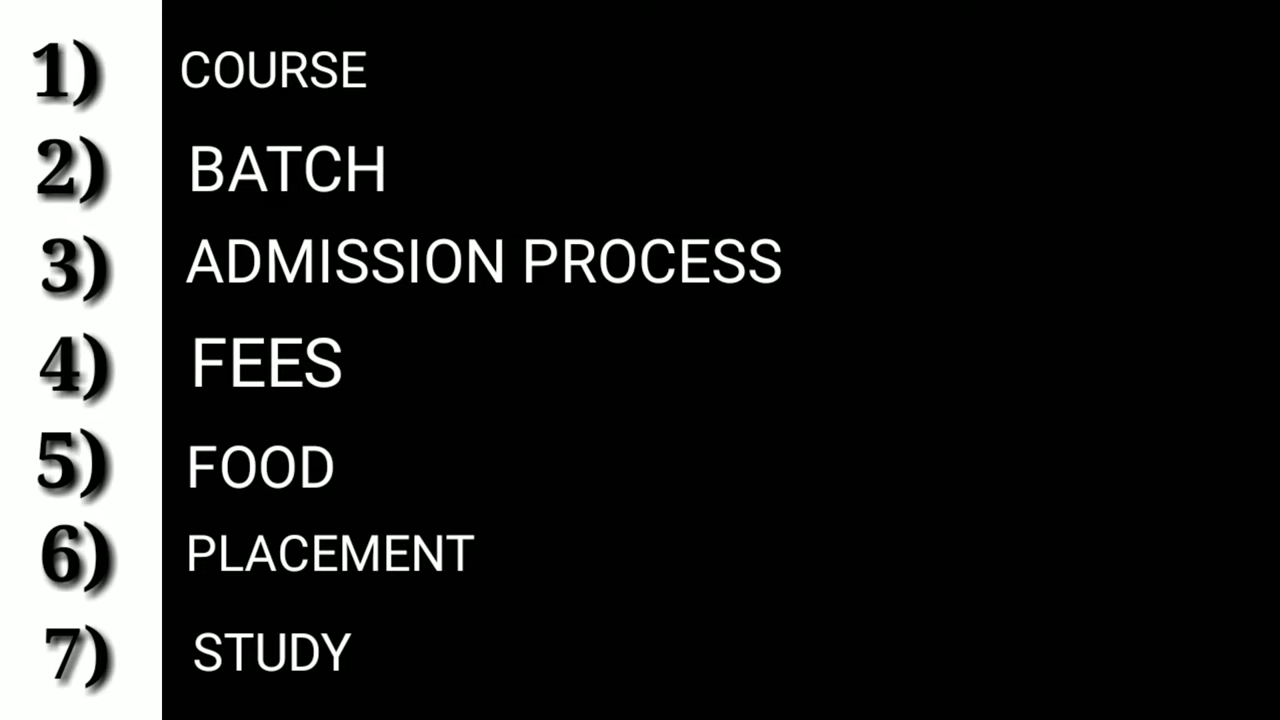 1) COURSE
2) BATCH
3) ADMISSION PROCESS
4) FEES
5) FOOD
6) PLACEMENT
7) STUDY